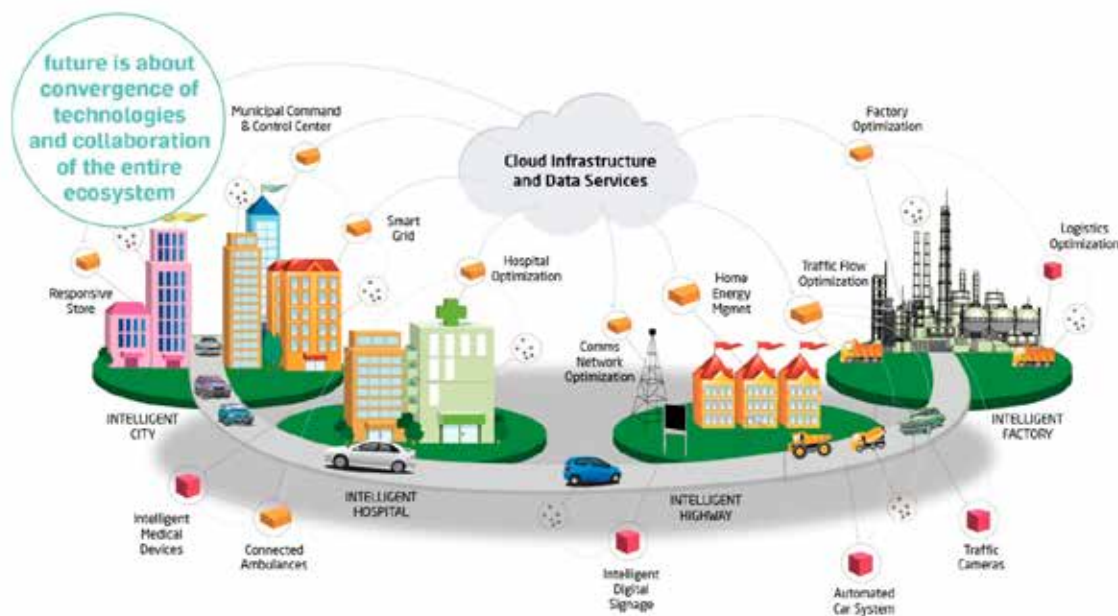 future is about
convergence of
technologies
and collaboration
of the entire
ecosystem
Municipal Command
& Control Center
Cloud Infrastructure
and Data Services
Factory
Optimization
Smart
Grid
Hospital
Optimization
Logistics
Optimization
Responsive
Store
Home
Energy
Mgmnt
Traffic Flow
Optimization
Comms
Network
Optimization
INTELLIGENT
CITY
INTELLIGENT
FACTORY
INTELLIGENT
HOSPITAL
INTELLIGENT
HIGHWAY
Intelligent
Medical
Devices
Connected
Ambulances
Intelligent
Digital
Signage
Automated
Car System
Traffic
Cameras